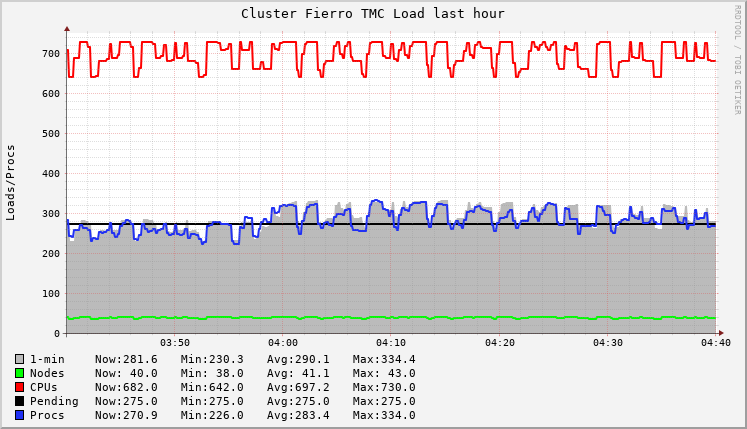 Cluster Fierro TMC Load last hour
RRDTOOL / TOBI OETIKER
Loads/Procs
700
600
500
400
300
200
100
0
03:50 04:00 04:10 04:20 04:30 04:40
1-min Now:281.6 Min:230.3 Avg:290.1 Max:334.4
Nodes Now: 40.0 Min: 38.0 Avg: 41.1 Max: 43.0
CPUs Now:682.0 Min:642.0 Avg:697.2 Max:730.0
Pending Now:275.0 Min:275.0 Avg:275.0 Max:275.0
Procs Now:270.9 Min:226.0 Avg:283.4 Max:334.0